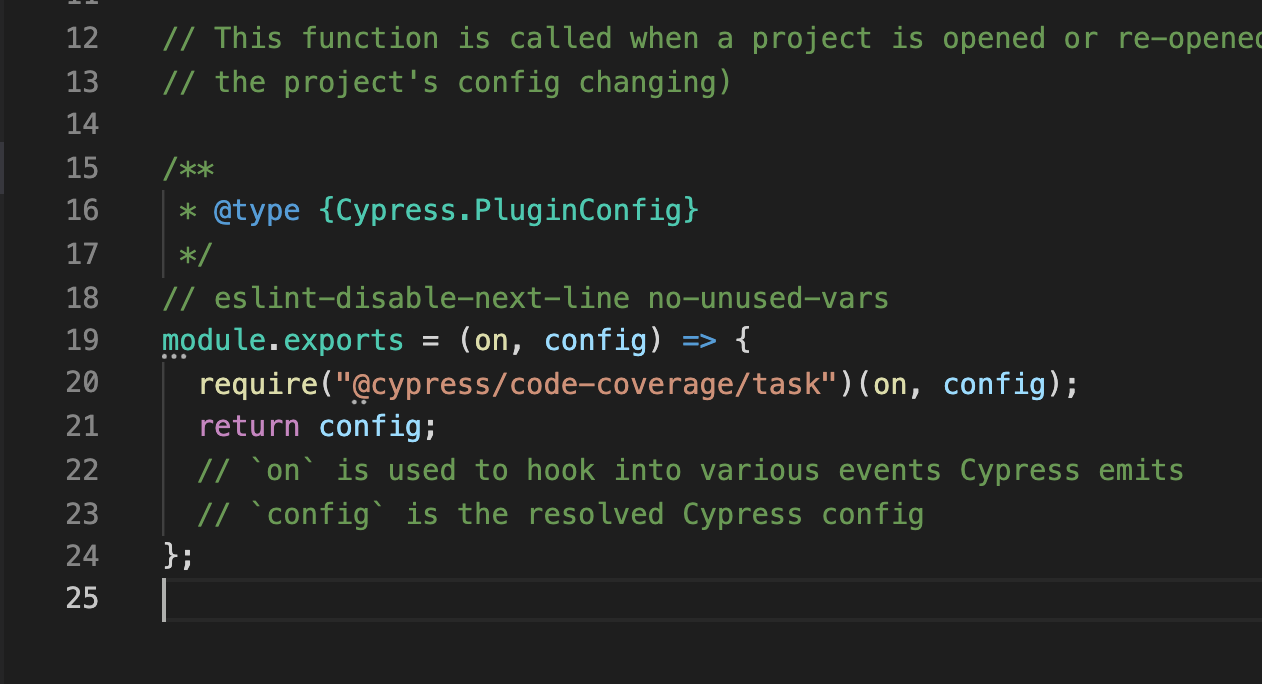 12 // This function is called when a project is opened or re-opened
13 // the project's config changing)
14
15 /**
16 * @type {Cypress.PluginConfig}
17 */
18 // eslint-disable-next-line no-unused-vars
19 module.exports = (on, config) => {
20 require("@cypress/code-coverage/task")(on, config);
21 return config;
22 // `on` is used to hook into various events Cypress emits
23 // `config` is the resolved Cypress config
24 };
25